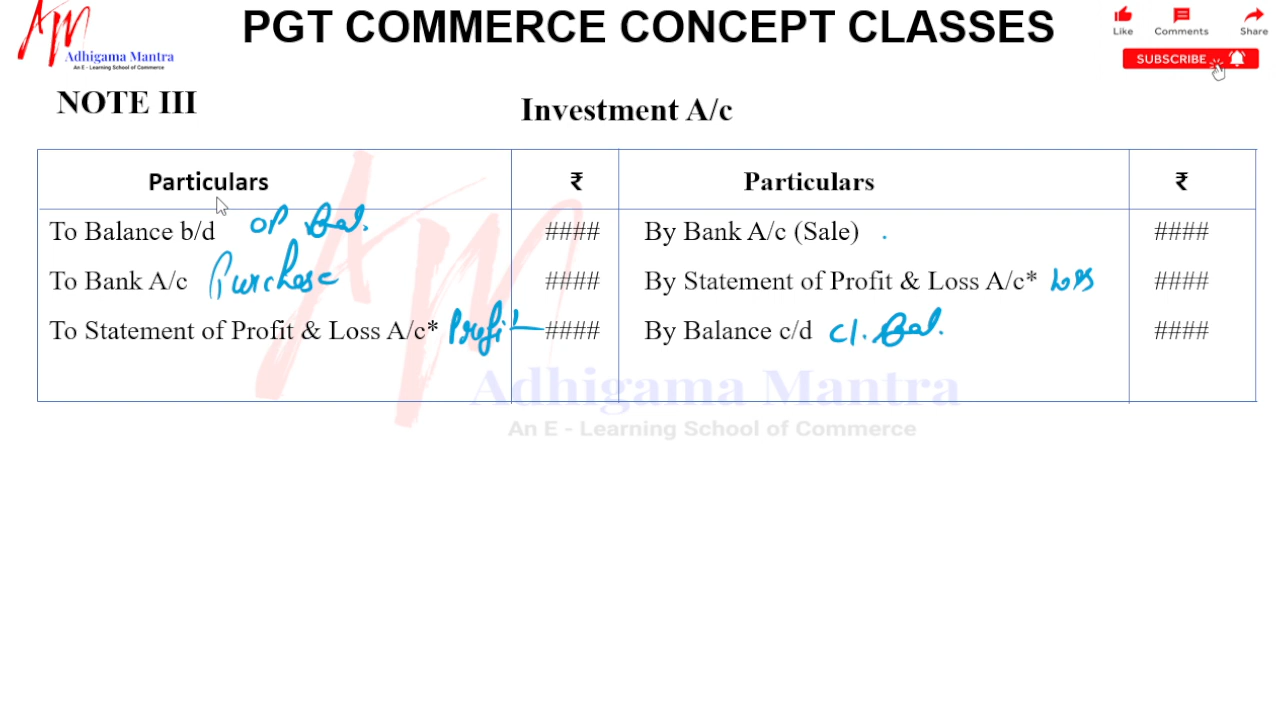 PGT COMMERCE CONCEPT CLASSES
Adhigama Mantra
An E - Learning School of Commerce
Like Comments Share
SUBSCRIBE
NOTE III
Investment A/c
Particulars ₹ Particulars ₹
To Balance b/d OP Bal. #### By Bank A/c (Sale) ####
To Bank A/c Purchase #### By Statement of Profit & Loss A/c* Loss ####
To Statement of Profit & Loss A/c* Profit #### By Balance c/d Cl. Bal. ####
Adhigama Mantra
An E - Learning School of Commerce